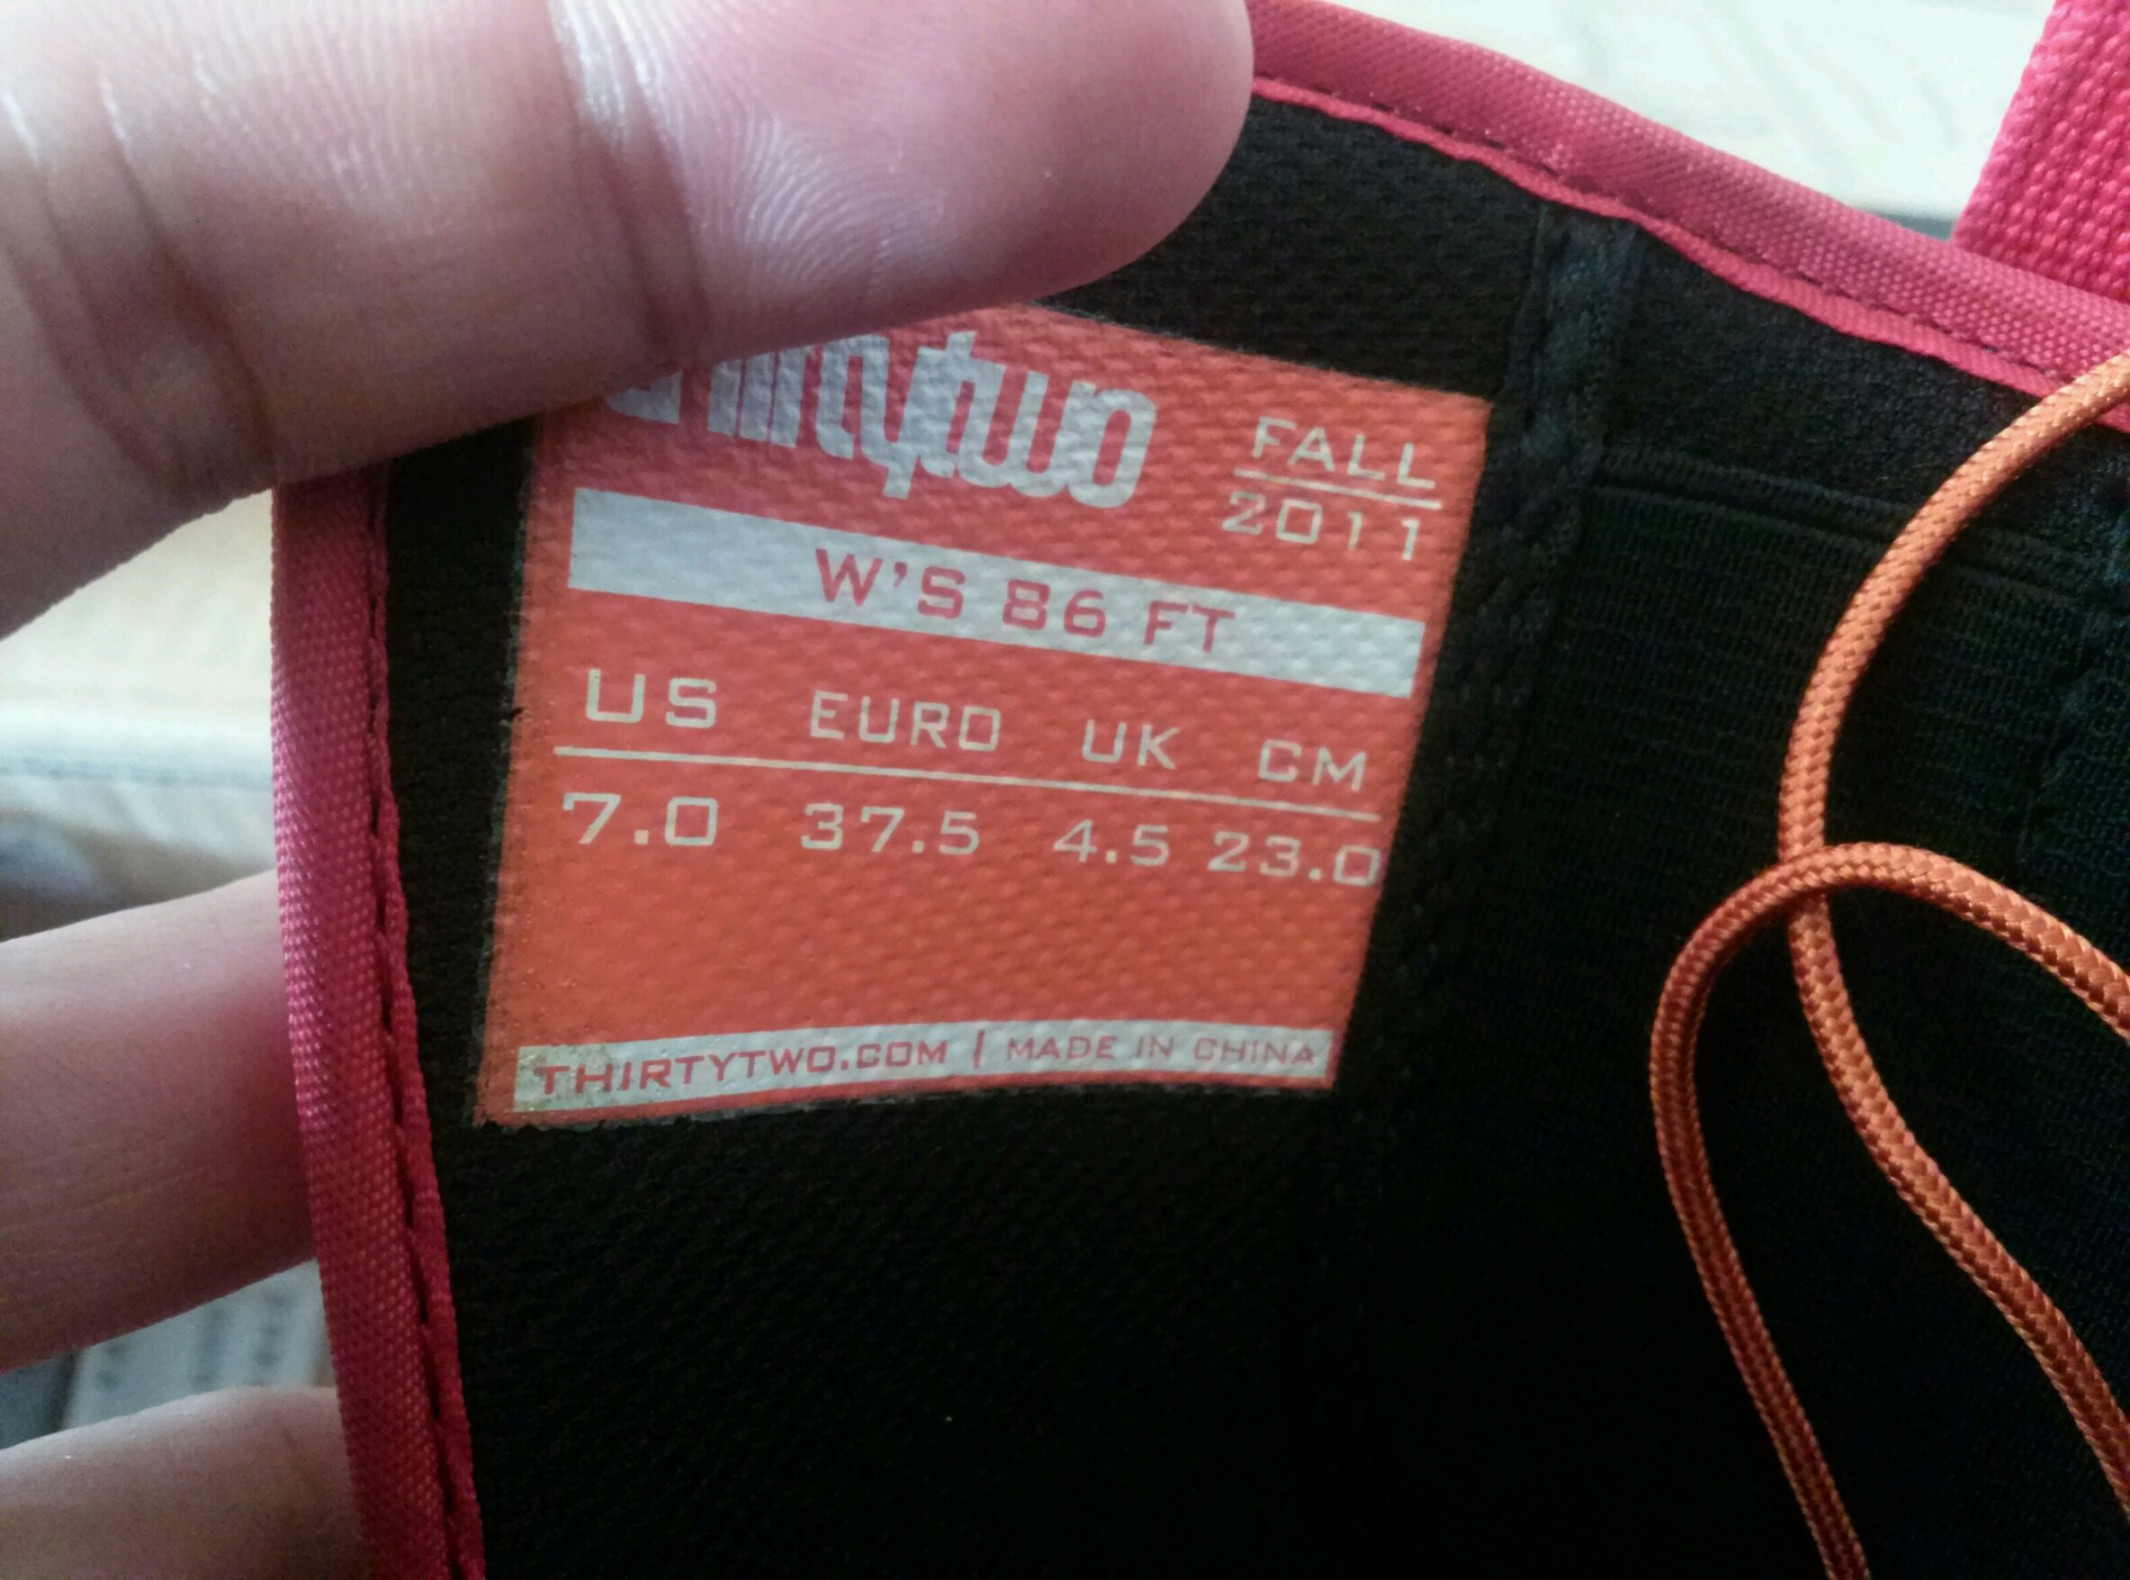 thirtytwo
FALL
2011
W'S 86 FT
US EURO UK CM
7.0 37.5 4.5 23.0
THIRTYTWO.COM | MADE IN CHINA